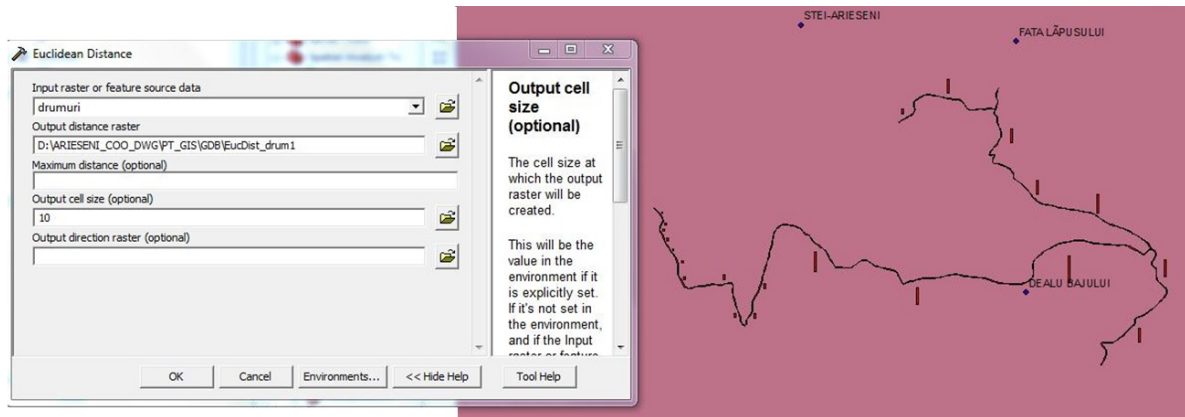 Euclidean Distance
Input raster or feature source data
drumuri
Output distance raster
D:\ARIESENI_COO_DWG\PT_GIS\GDB\EucDist_drum1
Maximum distance (optional)
Output cell size (optional)
10
Output direction raster (optional)
OK
Cancel
Environments...
<< Hide Help
Output cell
size
(optional)
The cell size at
which the output
raster will be
created.
This will be the
value in the
environment if it
is explicitly set.
If it's not set in
the environment,
and if the Input
raster or feature
Tool Help
STEI-ARIESENI
FATA LĂPUSULUI
DEALU BAJULUI